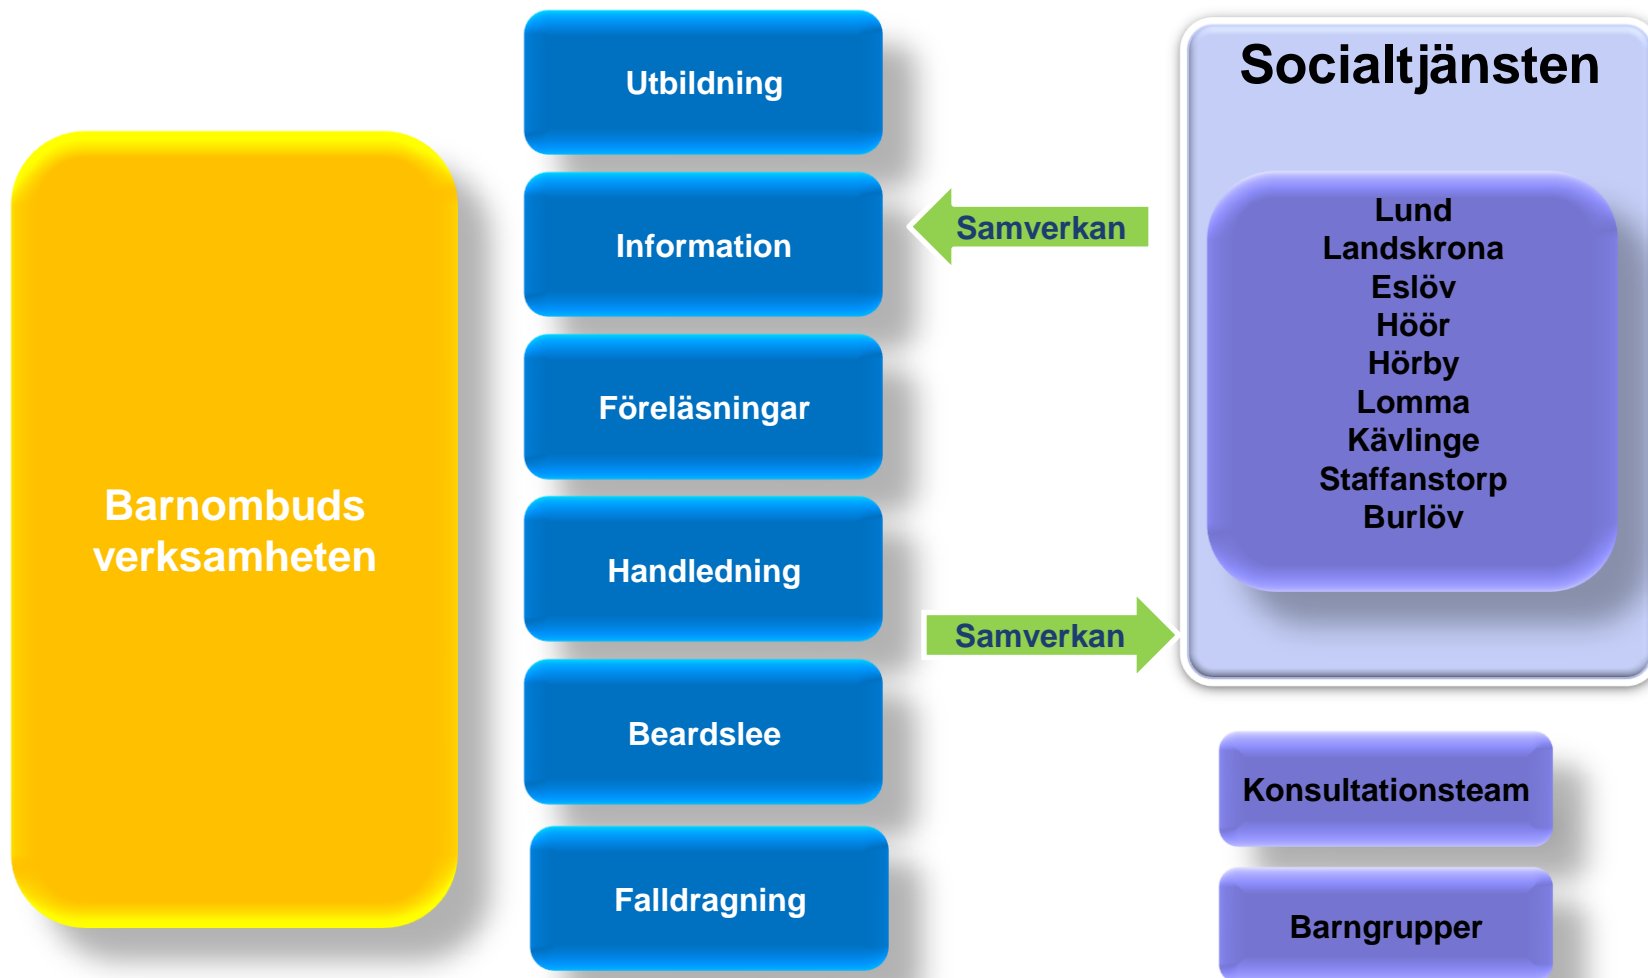 Barnombuds
verksamheten
Utbildning
Information
Föreläsningar
Handledning
Beardslee
Falldragning
Samverkan
Samverkan
Socialtjänsten
Lund
Landskrona
Eslöv
Höör
Hörby
Lomma
Kävlinge
Staffanstorp
Burlöv
Konsultationsteam
Barngrupper